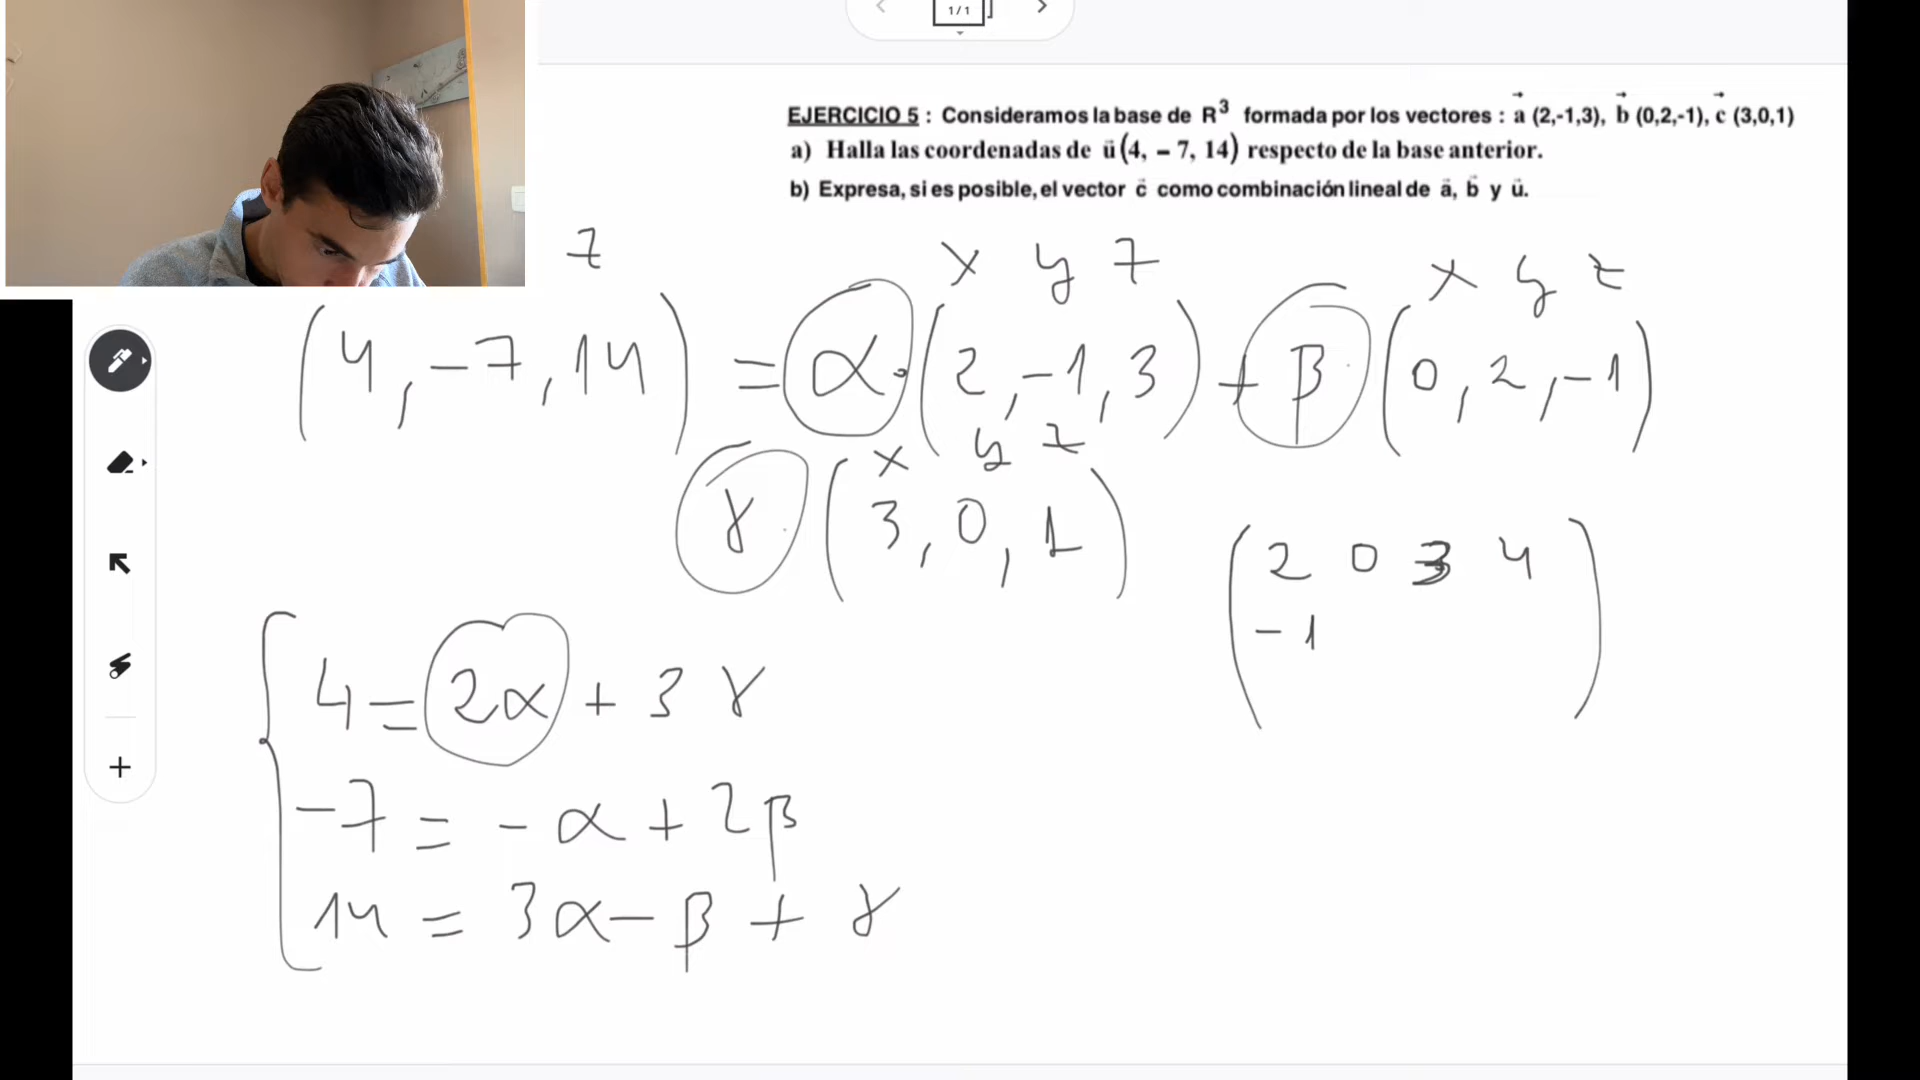 1/1
EJERCICIO 5 : Consideramos la base de R³ formada por los vectores : a⃗ (2,-1,3), b⃗ (0,2,-1), c⃗ (3,0,1)
a) Halla las coordenadas de u⃗(4, – 7, 14) respecto de la base anterior.
b) Expresa, si es posible, el vector c⃗ como combinación lineal de a⃗, b⃗ y u⃗.
z x y z x y z
(4, -7, 14) = α · (2, -1, 3) + β · (0, 2, -1)
x y z
γ (3, 0, 1)
2 0 3 4
-1
4 = 2α + 3γ
-7 = -α + 2β
14 = 3α - β + γ